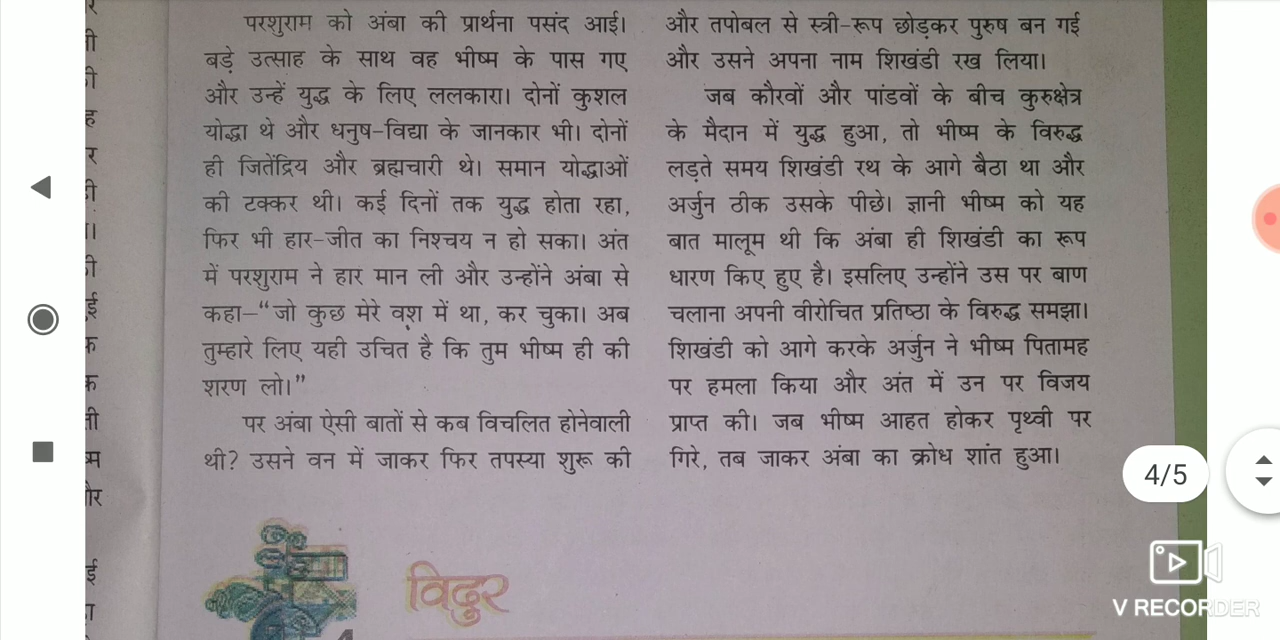 परशुराम को अंबा की प्रार्थना पसंद आई।
बड़े उत्साह के साथ वह भीष्म के पास गए
और उन्हें युद्ध के लिए ललकारा। दोनों कुशल
योद्धा थे और धनुष-विद्या के जानकार भी। दोनों
ही जितेंद्रिय और ब्रह्मचारी थे। समान योद्धाओं
की टक्कर थी। कई दिनों तक युद्ध होता रहा,
फिर भी हार-जीत का निश्चय न हो सका। अंत
में परशुराम ने हार मान ली और उन्होंने अंबा से
कहा–“जो कुछ मेरे वश में था, कर चुका। अब
तुम्हारे लिए यही उचित है कि तुम भीष्म ही की
शरण लो।”
पर अंबा ऐसी बातों से कब विचलित होनेवाली
थी? उसने वन में जाकर फिर तपस्या शुरू की
और तपोबल से स्त्री-रूप छोड़कर पुरुष बन गई
और उसने अपना नाम शिखंडी रख लिया।
जब कौरवों और पांडवों के बीच कुरुक्षेत्र
के मैदान में युद्ध हुआ, तो भीष्म के विरुद्ध
लड़ते समय शिखंडी रथ के आगे बैठा था और
अर्जुन ठीक उसके पीछे। ज्ञानी भीष्म को यह
बात मालूम थी कि अंबा ही शिखंडी का रूप
धारण किए हुए है। इसलिए उन्होंने उस पर बाण
चलाना अपनी वीरोचित प्रतिष्ठा के विरुद्ध समझा।
शिखंडी को आगे करके अर्जुन ने भीष्म पितामह
पर हमला किया और अंत में उन पर विजय
प्राप्त की। जब भीष्म आहत होकर पृथ्वी पर
गिरे, तब जाकर अंबा का क्रोध शांत हुआ।
विदुर
4/5
V RECORDER